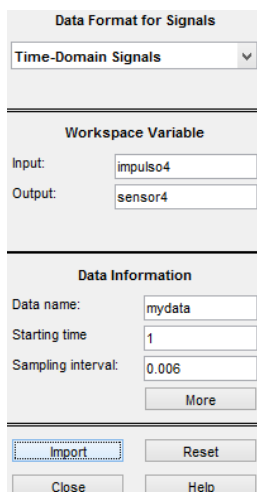 Data Format for Signals
Time-Domain Signals
Workspace Variable
Input: impulso4
Output: sensor4
Data Information
Data name: mydata
Starting time 1
Sampling interval: 0.006
More
Import Reset
Close Help